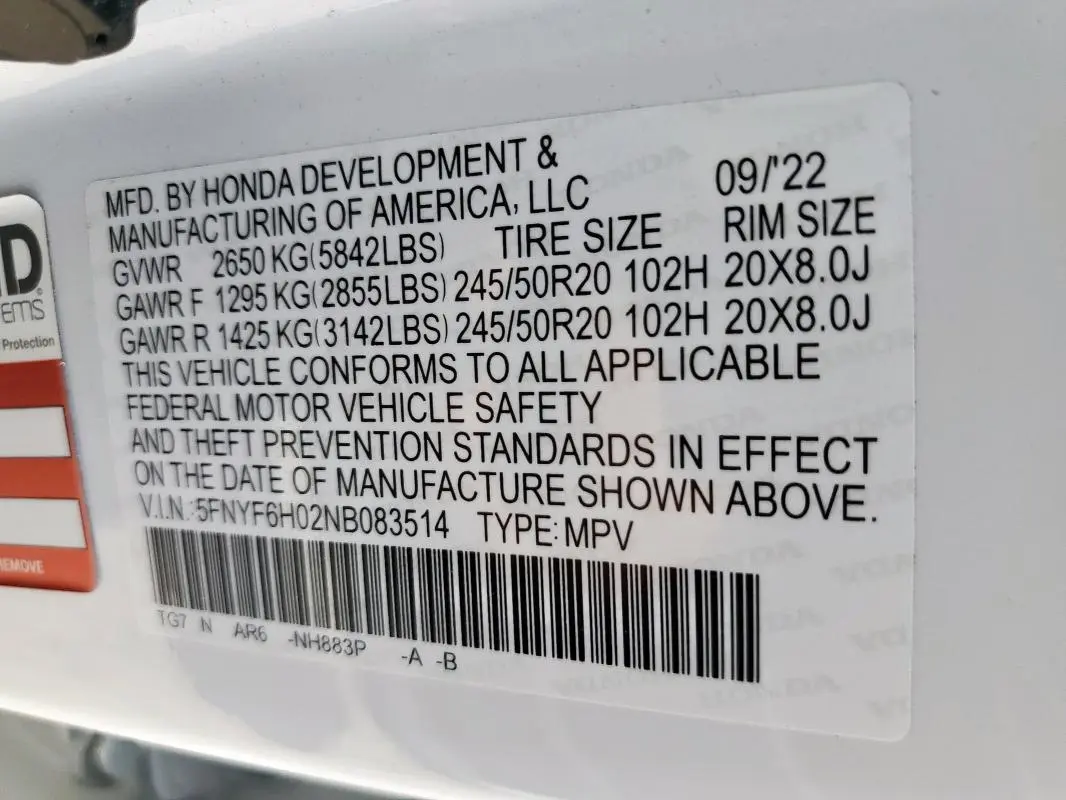 MFD. BY HONDA DEVELOPMENT &
MANUFACTURING OF AMERICA, LLC 09/'22
GVWR 2650 KG(5842LBS) TIRE SIZE RIM SIZE
GAWR F 1295 KG(2855LBS) 245/50R20 102H 20X8.0J
GAWR R 1425 KG(3142LBS) 245/50R20 102H 20X8.0J
THIS VEHICLE CONFORMS TO ALL APPLICABLE
FEDERAL MOTOR VEHICLE SAFETY
AND THEFT PREVENTION STANDARDS IN EFFECT
ON THE DATE OF MANUFACTURE SHOWN ABOVE.
V.I.N.:5FNYF6H02NB083514 TYPE:MPV
TG7 N AR6 -NH883P -A -B
D
EMS
Protection
REMOVE